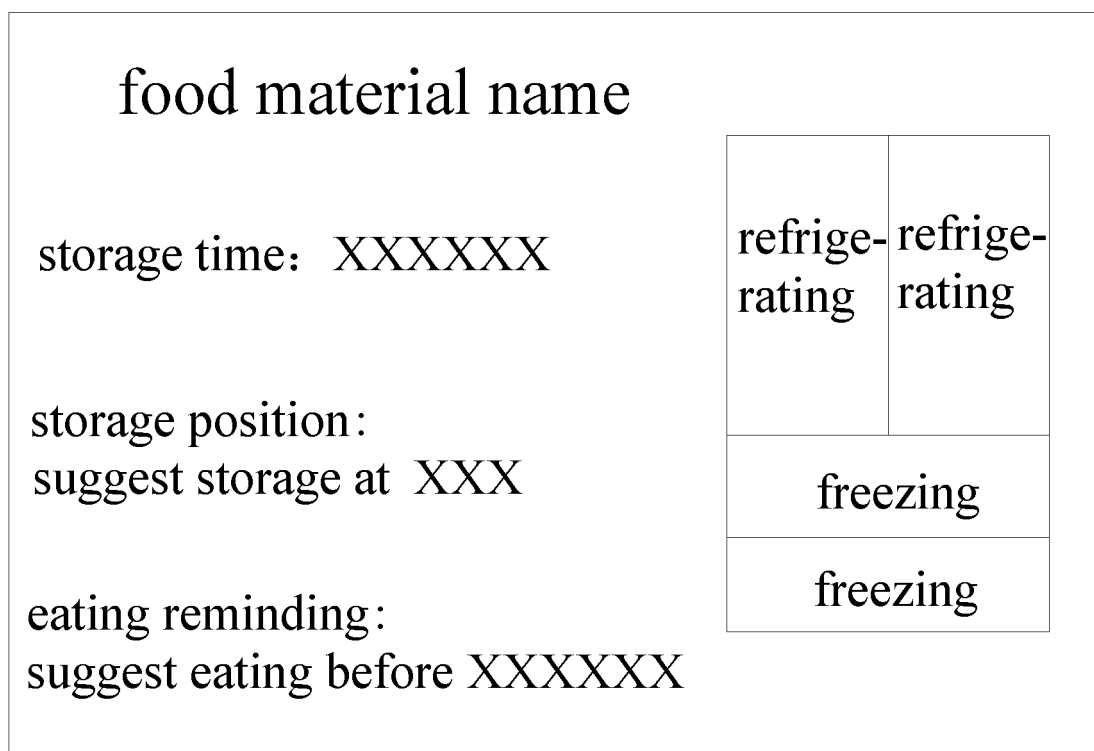 food material name
storage time： XXXXXX
storage position:
suggest storage at XXX
eating reminding:
suggest eating before XXXXXX
refrige-
rating
refrige-
rating
freezing
freezing